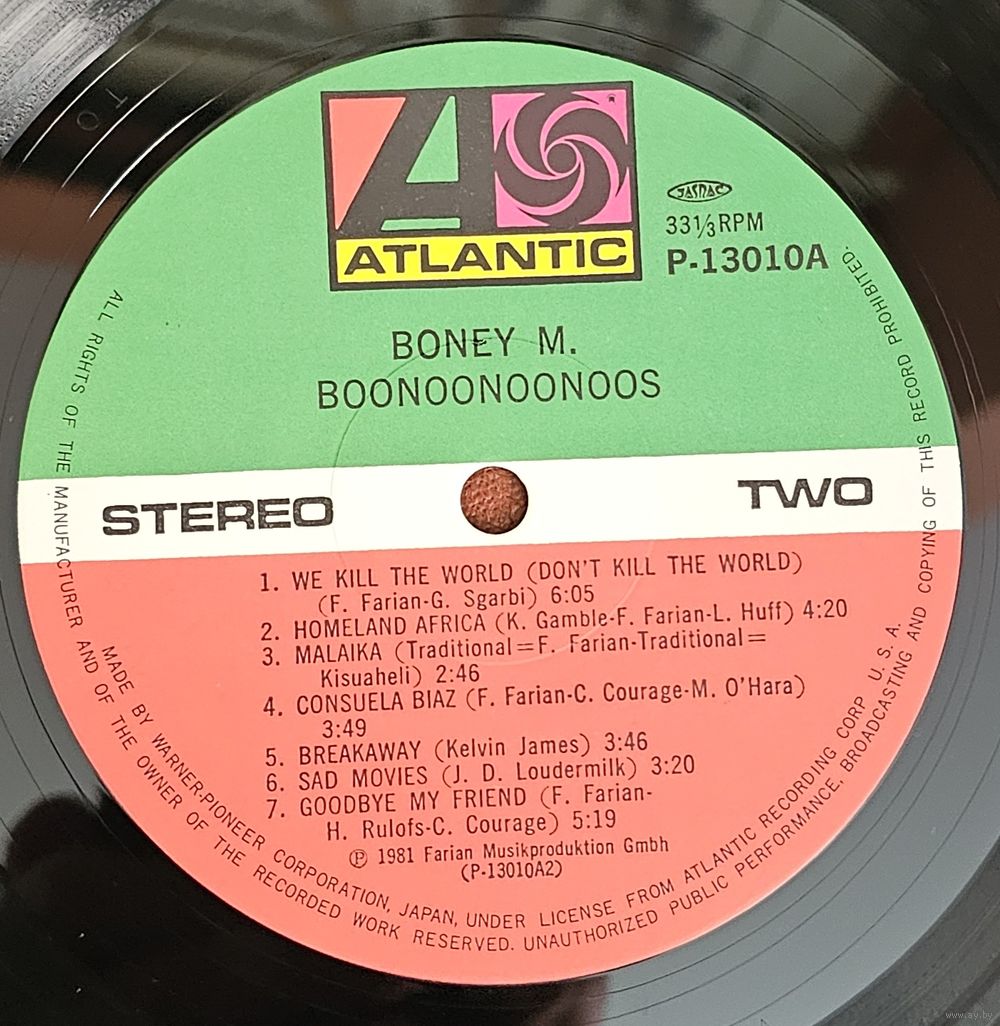 ATLANTIC
®
JASRAC
33⅓RPM
P-13010A
BONEY M.
BOONOONOONOOS
STEREO
TWO
1. WE KILL THE WORLD (DON'T KILL THE WORLD)
(F. Farian-G. Sgarbi) 6:05
2. HOMELAND AFRICA (K. Gamble-F. Farian-L. Huff) 4:20
3. MALAIKA (Traditional=F. Farian-Traditional=
Kisuaheli) 2:46
4. CONSUELA BIAZ (F. Farian-C. Courage-M. O'Hara)
3:49
5. BREAKAWAY (Kelvin James) 3:46
6. SAD MOVIES (J. D. Loudermilk) 3:20
7. GOODBYE MY FRIEND (F. Farian-
H. Rulofs-C. Courage) 5:19
℗ 1981 Farian Musikproduktion Gmbh
(P-13010A2)
MADE BY WARNER-PIONEER CORPORATION, JAPAN, UNDER LICENSE FROM ATLANTIC RECORDING CORP U. S. A.
ALL RIGHTS OF THE MANUFACTURER AND OF THE OWNER OF THE RECORDED WORK RESERVED. UNAUTHORIZED PUBLIC PERFORMANCE, BROADCASTING AND COPYING OF THIS RECORD PROHIBITED.
www.ay.by